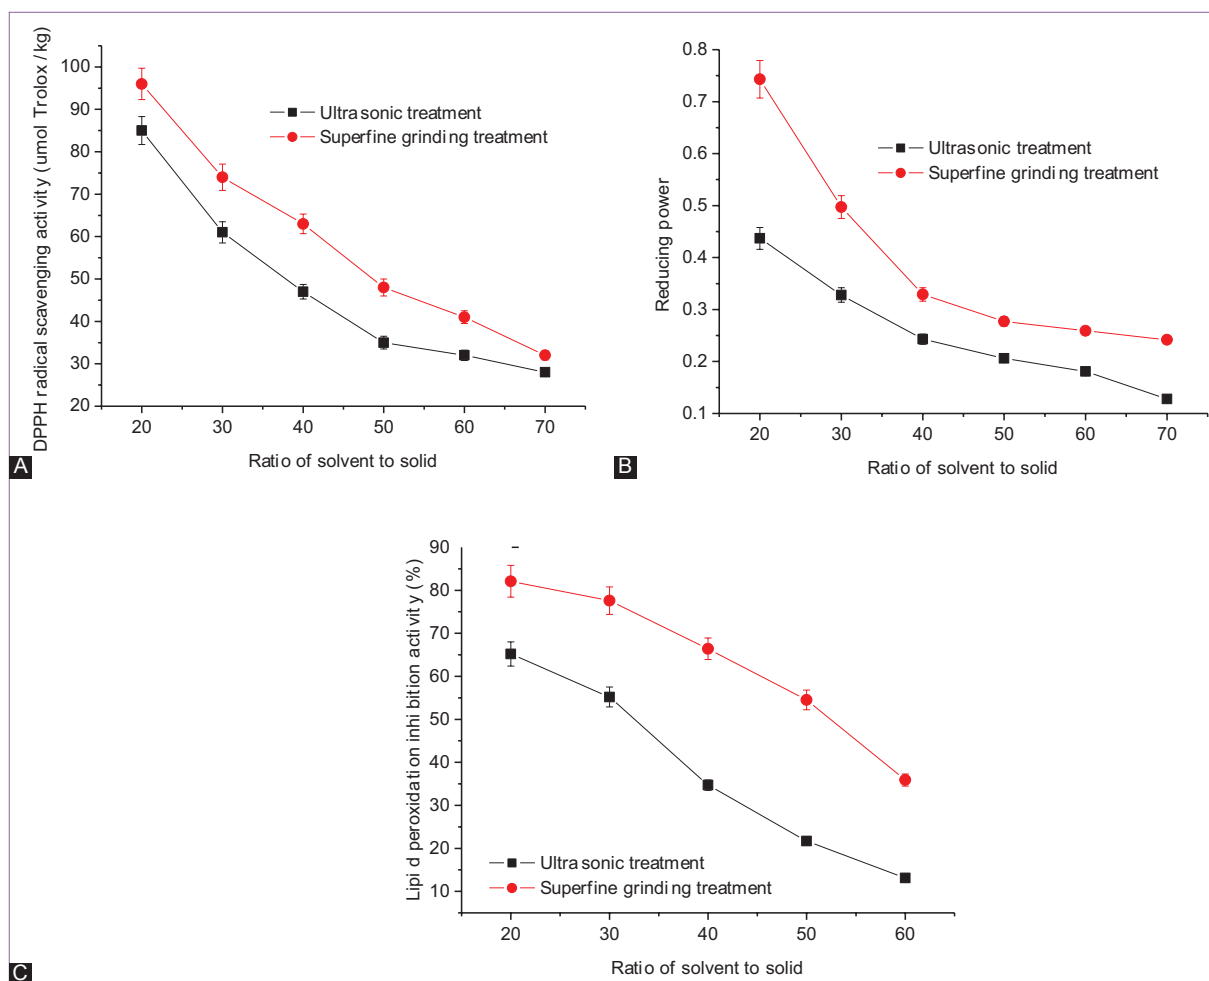 DPPH radical scavenging activity (umol Trolox / kg)
100
90
80
70
60
50
40
30
20
Ultrasonic treatment
Superfine grinding treatment
20 30 40 50 60 70
Ratio of solvent to solid
A
Reducing power
0.8
0.7
0.6
0.5
0.4
0.3
0.2
0.1
Ultrasonic treatment
Superfine grinding treatment
20 30 40 50 60 70
Ratio of solvent to solid
B
Lipi d peroxidation inhi bition activit y (%)
90
80
70
60
50
40
30
20
10
Ultra sonic treatment
Superfine grinding treatment
20 30 40 50 60
Ratio of solvent to solid
C